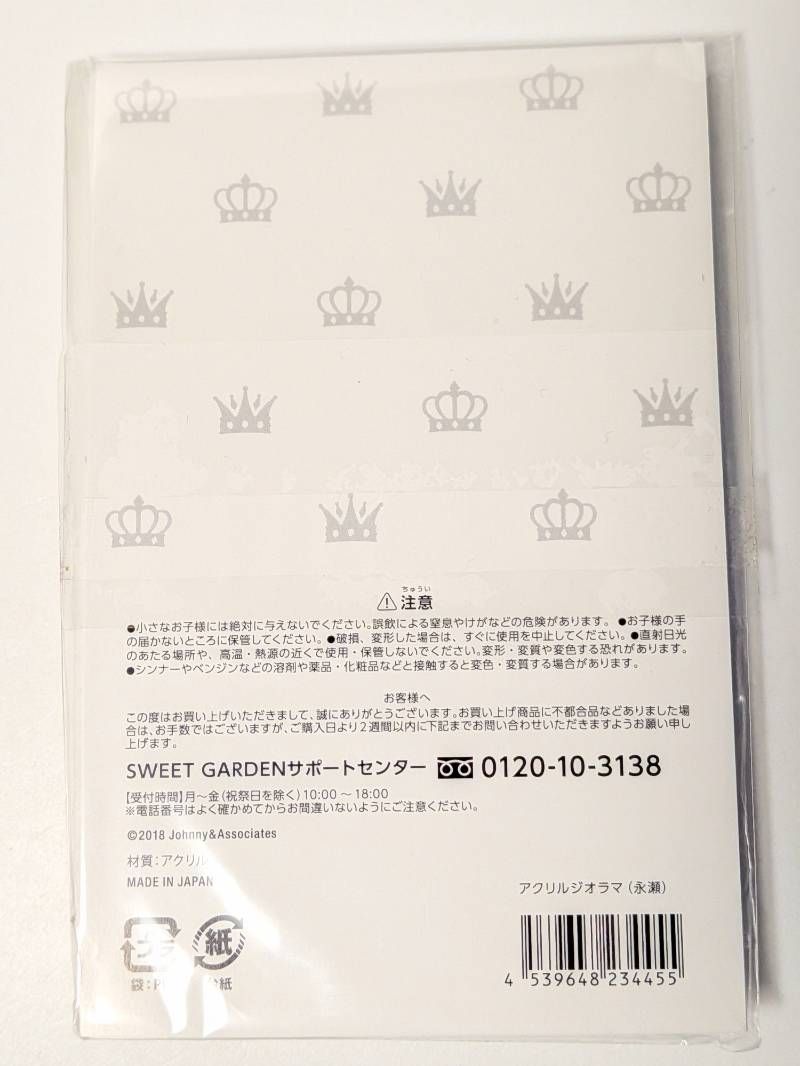 ちゅうい
⚠注意
●小さなお子様には絶対に与えないでください。誤飲による窒息やけがなどの危険があります。 ●お子様の手
の届かないところに保管してください。●破損、変形した場合は、すぐに使用を中止してください。●直射日光
のあたる場所や、高温・熱源の近くで使用・保管しないでください。変形・変質や変色する恐れがあります。
●シンナーやベンジンなどの溶剤や薬品・化粧品などと接触すると変色・変質する場合があります。
お客様へ
この度はお買い上げいただきまして、誠にありがとうございます。お買い上げ商品に不都合品などありました場
合は、お手数ではございますが、ご購入日より2週間以内に下記までお問い合わせいただきますようお願い申し
上げます。
SWEET GARDENサポートセンター 0120-10-3138
【受付時間】月～金（祝祭日を除く）10:00～18:00
※電話番号はよく確かめてからお間違いないようにご注意ください。
©2018 Johnny&Associates
材質：アクリル
MADE IN JAPAN
アクリルジオラマ（永瀬）
プラ
紙
袋：P
台紙
4 539648 234455